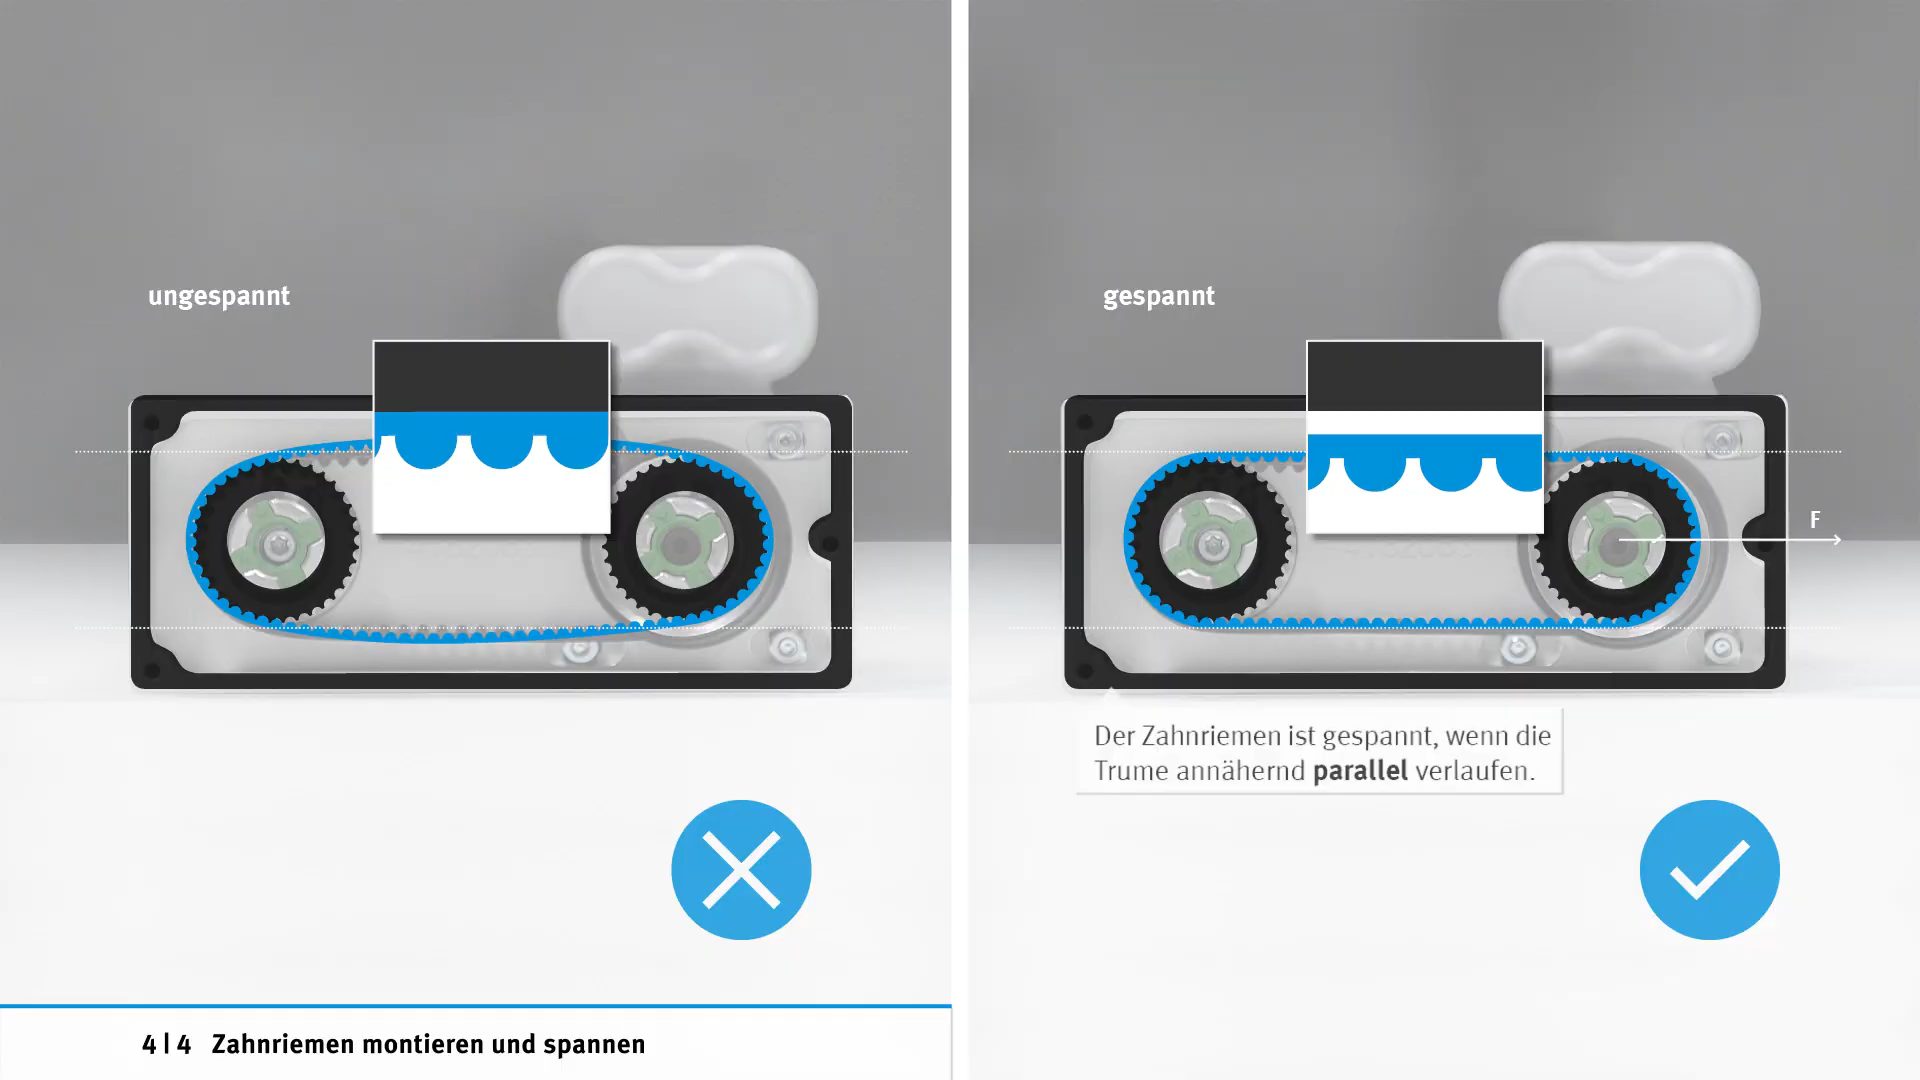 ungespannt
gespannt
F
Der Zahnriemen ist gespannt, wenn die
Trume annähernd parallel verlaufen.
4|4 Zahnriemen montieren und spannen